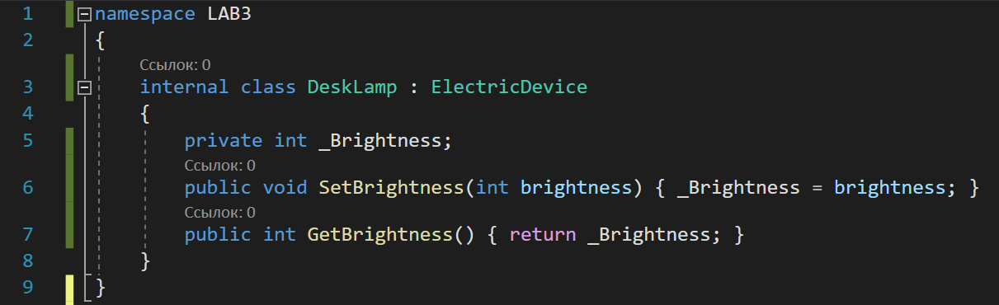 1 namespace LAB3
2 {
Ссылок: 0
3 internal class DeskLamp : ElectricDevice
4 {
5 private int _Brightness;
Ссылок: 0
6 public void SetBrightness(int brightness) { _Brightness = brightness; }
Ссылок: 0
7 public int GetBrightness() { return _Brightness; }
8 }
9 }